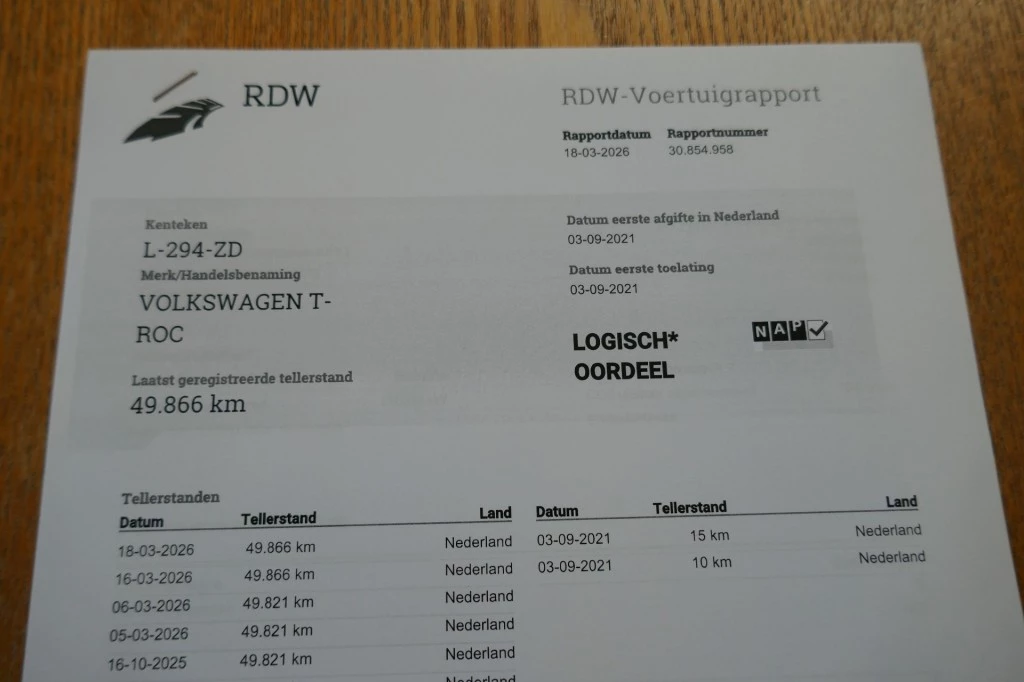 RDW
RDW-Voertuigrapport
Rapportdatum Rapportnummer
18-03-2026 30.854.958
Kenteken
L-294-ZD
Merk/Handelsbenaming
VOLKSWAGEN T-
ROC
Laatst geregistreerde tellerstand
49.866 km
Datum eerste afgifte in Nederland
03-09-2021
Datum eerste toelating
03-09-2021
LOGISCH*
OORDEEL
NAP
Tellerstanden
Datum Tellerstand Land
18-03-2026 49.866 km Nederland
16-03-2026 49.866 km Nederland
06-03-2026 49.821 km Nederland
05-03-2026 49.821 km Nederland
16-10-2025 49.821 km Nederland
Nederland
Datum Tellerstand Land
03-09-2021 15 km Nederland
03-09-2021 10 km Nederland